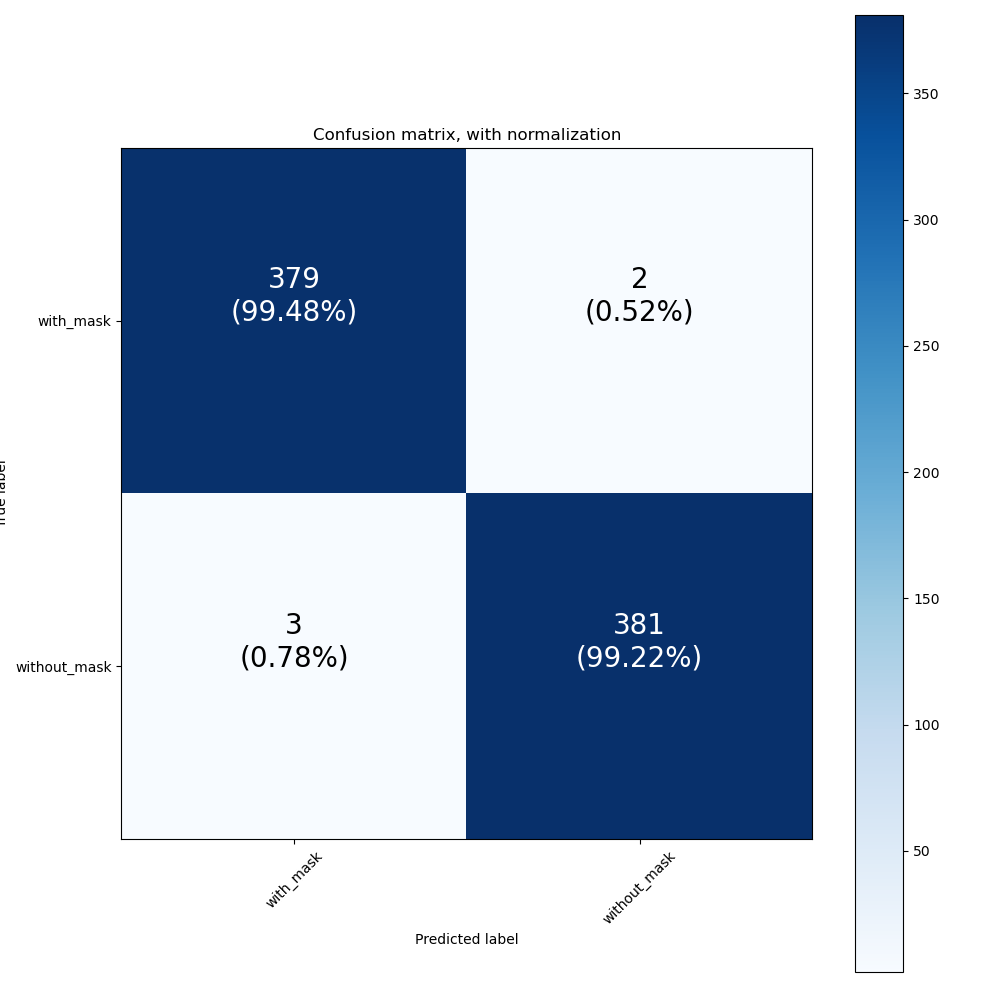 Confusion matrix, with normalization
379
(99.48%)
2
(0.52%)
3
(0.78%)
381
(99.22%)
with_mask
without_mask
label
with_mask
without_mask
Predicted label
350
300
250
200
150
100
50